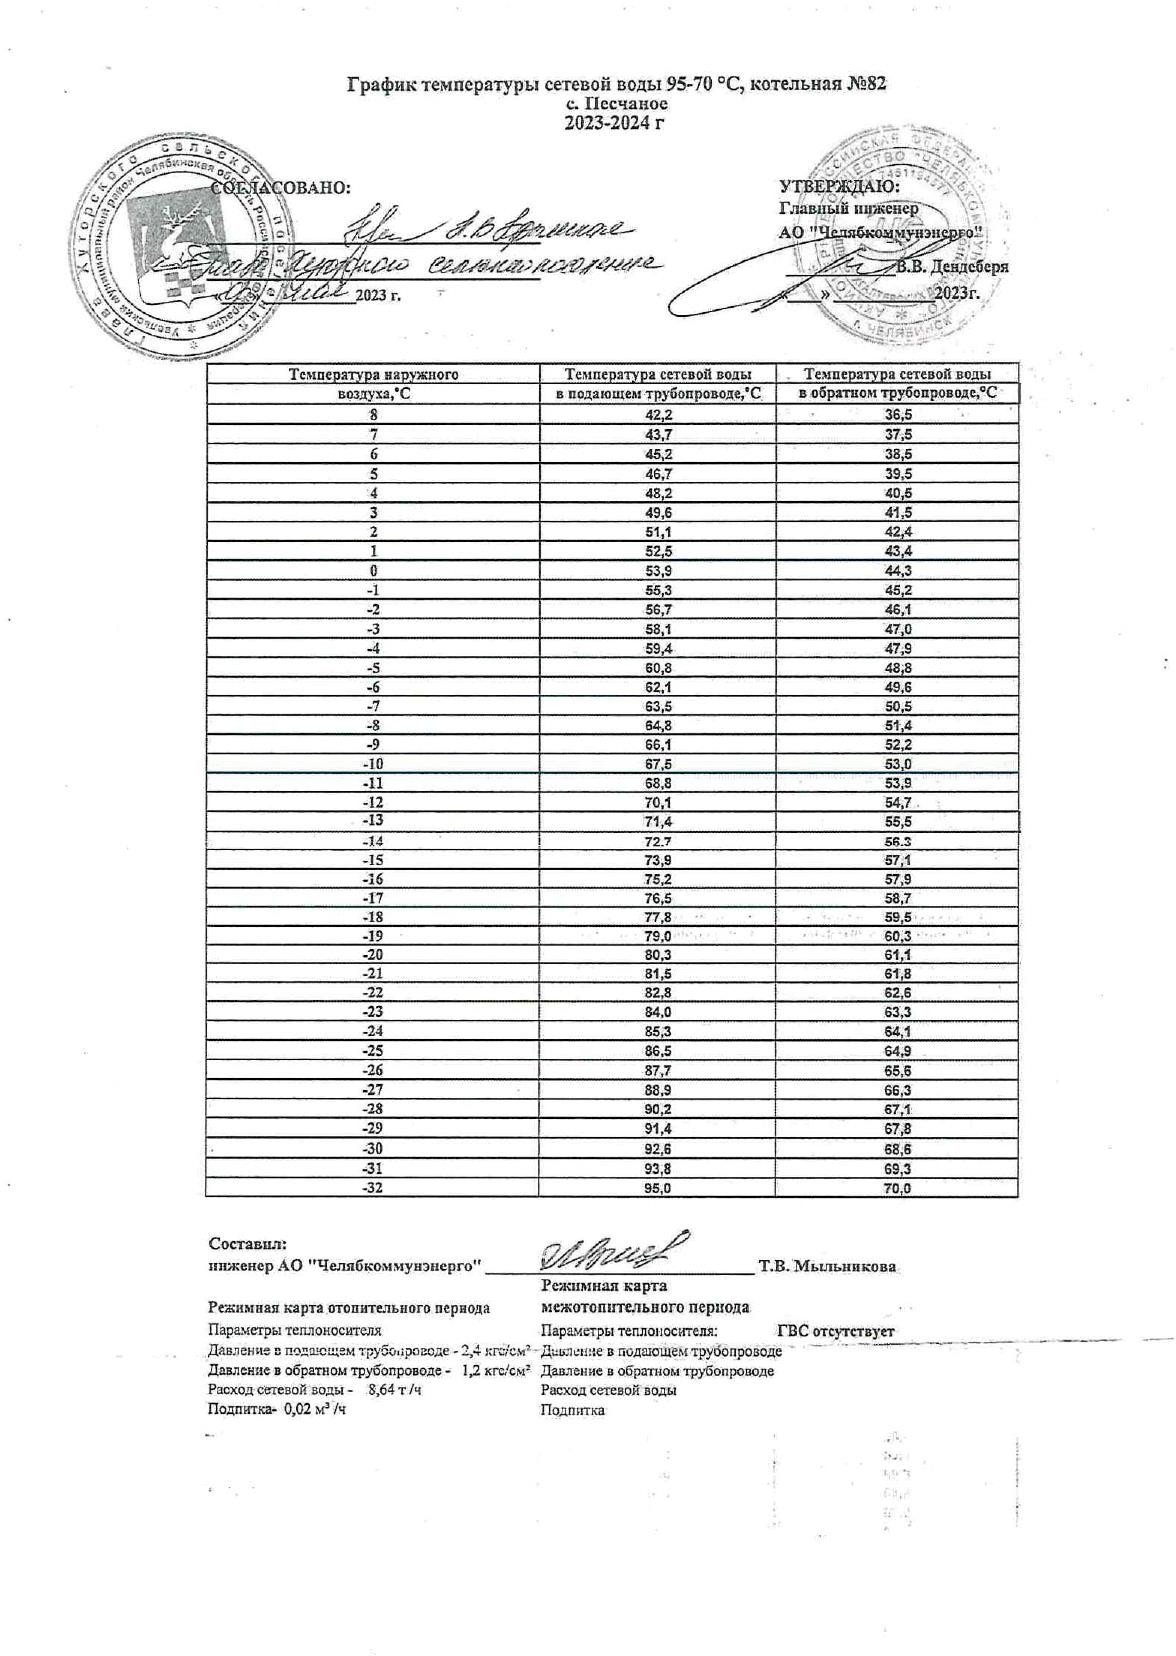 График температуры сетевой воды 95-70 °С, котельная №82
с. Песчаное
2023-2024 г
СОГЛАСОВАНО:
2023 г.
УТВЕРЖДАЮ:
Главный инженер
АО "Челябкоммунэнерго"
В.В. Дендеберя
«___»__________2023г.
Температура наружного воздуха,°С Температура сетевой воды в подающем трубопроводе,°С Температура сетевой воды в обратном трубопроводе,°С
8 42,2 36,5
7 43,7 37,5
6 45,2 38,5
5 46,7 39,5
4 48,2 40,5
3 49,6 41,5
2 51,1 42,4
1 52,5 43,4
0 53,9 44,3
-1 55,3 45,2
-2 56,7 46,1
-3 58,1 47,0
-4 59,4 47,9
-5 60,8 48,8
-6 62,1 49,6
-7 63,5 50,5
-8 64,8 51,4
-9 66,1 52,2
-10 67,5 53,0
-11 68,8 53,9
-12 70,1 54,7
-13 71,4 55,5
-14 72.7 56.3
-15 73,9 57,1
-16 75,2 57,9
-17 76,5 58,7
-18 77,8 59,5
-19 79,0 60,3
-20 80,3 61,1
-21 81,5 61,8
-22 82,8 62,6
-23 84,0 63,3
-24 85,3 64,1
-25 86,5 64,9
-26 87,7 65,6
-27 88,9 66,3
-28 90,2 67,1
-29 91,4 67,8
-30 92,6 68,6
-31 93,8 69,3
-32 95,0 70,0
Составил:
инженер АО "Челябкоммунэнерго" Т.В. Мыльникова
Режимная карта отопительного периода
Параметры теплоносителя
Давление в подающем трубопроводе - 2,4 кгс/см²
Давление в обратном трубопроводе - 1,2 кгс/см²
Расход сетевой воды - 8,64 т /ч
Подпитка- 0,02 м³ /ч
Режимная карта
межотопительного периода
Параметры теплоносителя: ГВС отсутствует
Давление в подающем трубопроводе
Давление в обратном трубопроводе
Расход сетевой воды
Подпитка